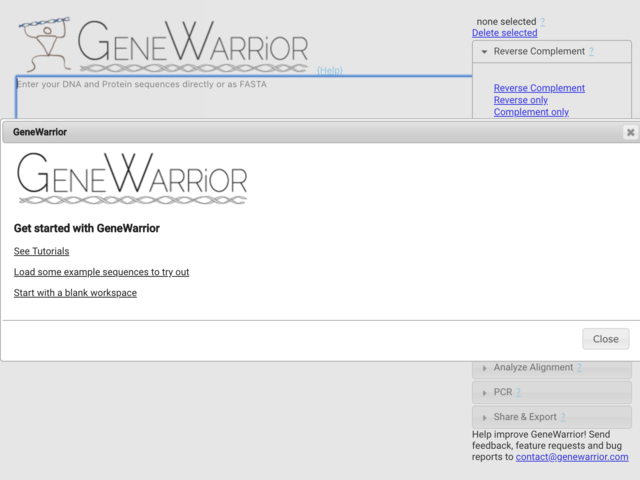 GENEWARRiOR
(Help)
none selected ?
Delete selected
Enter your DNA and Protein sequences directly or as FASTA
Reverse Complement ?
Reverse Complement
Reverse only
Complement only
GeneWarrior
GENEWARRiOR
Get started with GeneWarrior
See Tutorials
Load some example sequences to try out
Start with a blank workspace
Close
Analyze Alignment ?
PCR ?
Share & Export ?
Help improve GeneWarrior! Send
feedback, feature requests and bug
reports to contact@genewarrior.com